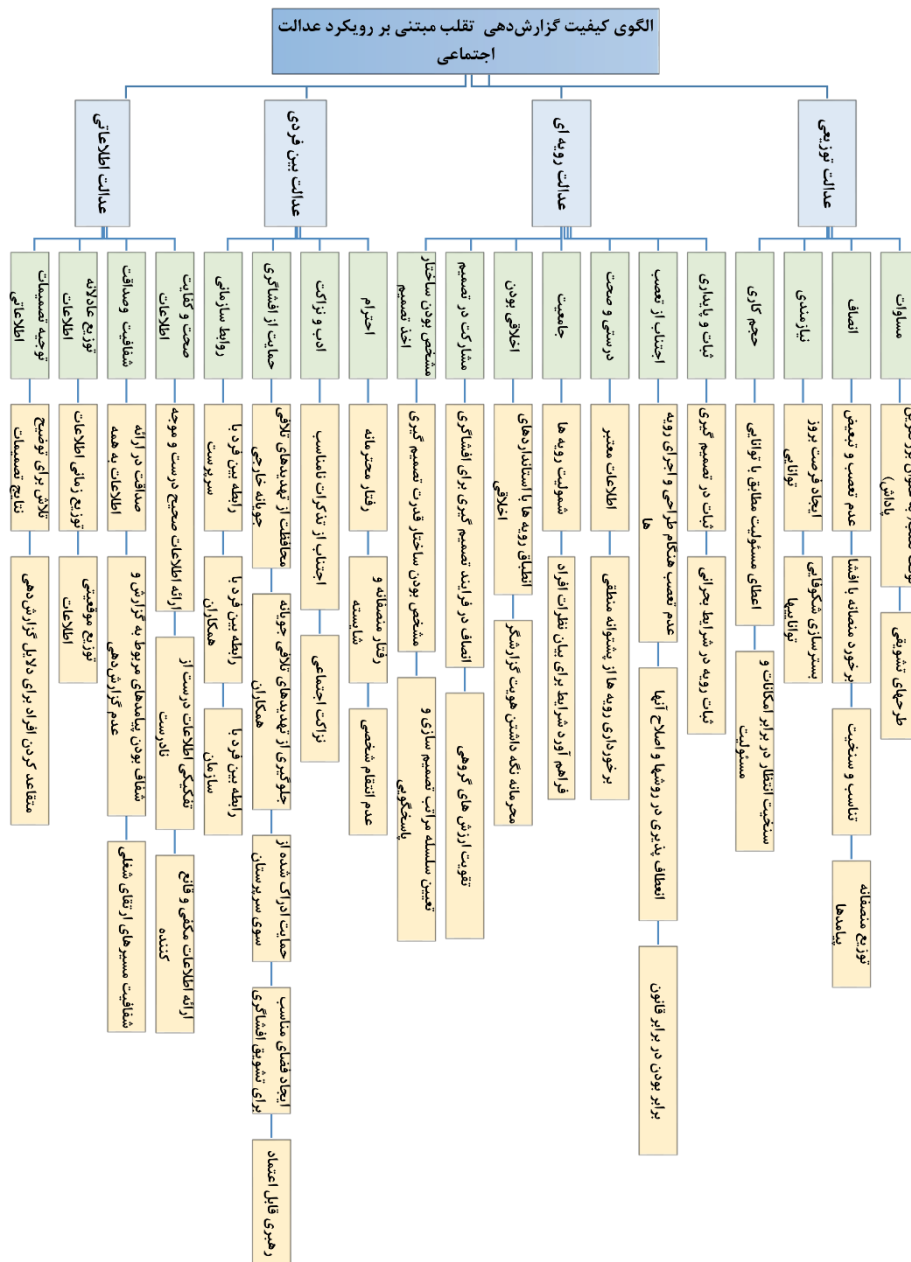 الگوی کیفیت گزارش‌دهی تقلب مبتنی بر رویکرد عدالت
اجتماعی
عدالت توزیعی
مساوات
پاداش)
طرحهای تشویقی
انصاف
عدم تعصب و تبعیض
برخورد منصفانه با افشا
تناسب و سنخیت
توزیع منصفانه
پیامدها
نیازمندی
ایجاد فرصت بروز
توانایی
بسترسازی شکوفایی
تواناییها
حجم کاری
اعطای مسئولیت مطابق با توانایی
سنخیت انتظار در برابر امکانات و
مسئولیت
عدالت رویه ای
ثبات و پایداری
ثبات در تصمیم گیری
ثبات رویه در شرایط بحرانی
اجتناب از تعصب
عدم تعصب هنگام طراحی و اجرای رویه
ها
انعطاف پذیری در روشها و اصلاح آنها
برابر بودن در برابر قانون
درستی و صحت
اطلاعات معتبر
برخورداری رویه ها از پشتوانه منطقی
جامعیت
شمولیت رویه ها
فراهم آورد شرایط برای بیان نظرات افراد
اخلاقی بودن
انطباق رویه ها با استانداردهای
اخلاقی
محرمانه نگه داشتن هویت گزارشگر
مشارکت در تصمیم
انصاف در فرایند تصمیم گیری برای افشاگری
تقویت ارزش های گروهی
مشخص بودن ساختار
اخذ تصمیم
مشخص بودن ساختار قدرت تصمیم گیری
تعیین سلسله مراتب تصمیم سازی و
پاسخگویی
عدالت بین فردی
احترام
رفتار محترمانه
رفتار منصفانه و
شایسته
عدم انتقام شخصی
ادب و نزاکت
اجتناب از تذکرات نامناسب
نزاکت اجتماعی
حمایت از افشاگری
محافظت از تهدیدهای تلافی
جویانه خارجی
جلوگیری از تهدیدهای تلافی جویانه
همکاران
حمایت ادراک شده از
سوی سرپرستان
ایجاد فضای مناسب
برای تشویق افشاگری
رهبری قابل اعتماد
روابط سازمانی
رابطه بین فرد با
سرپرست
رابطه بین فرد با
همکاران
رابطه بین فرد با
سازمان
عدالت اطلاعاتی
صحت و کفایت
اطلاعات
ارائه اطلاعات صحیح درست و موجه
تفکیکی اطلاعات درست از
نادرست
ارائه اطلاعات مکفی و قانع
کننده
شفافیت وصداقت
صداقت در ارائه
اطلاعات به همه
شفاف بودن پیامدهای مربوط به گزارش و
عدم گزارش‌دهی
شفافیت مسیرهای ارتقای شغلی
توزیع عادلانه
اطلاعات
توزیع زمانی اطلاعات
توزیع موقعیتی
اطلاعات
توجیه تصمیمات
اطلاعاتی
تلاش برای توضیح
نتایج تصمیمات
متقاعد کردن افراد برای دلایل گزارش‌دهی